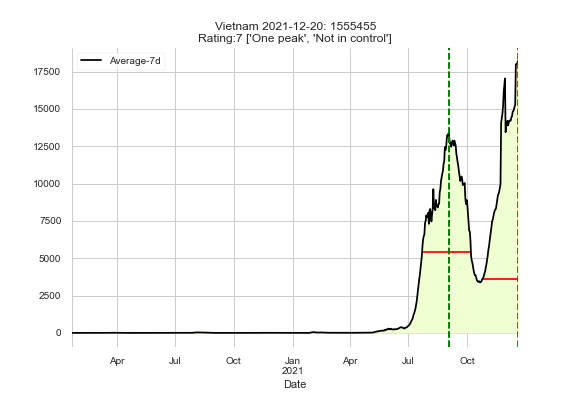 Vietnam 2021-12-20: 1555455
Rating:7 ['One peak', 'Not in control']
Average-7d
17500
15000
12500
10000
7500
5000
2500
0
Apr
Jul
Oct
Jan
2021
Apr
Jul
Oct
Date